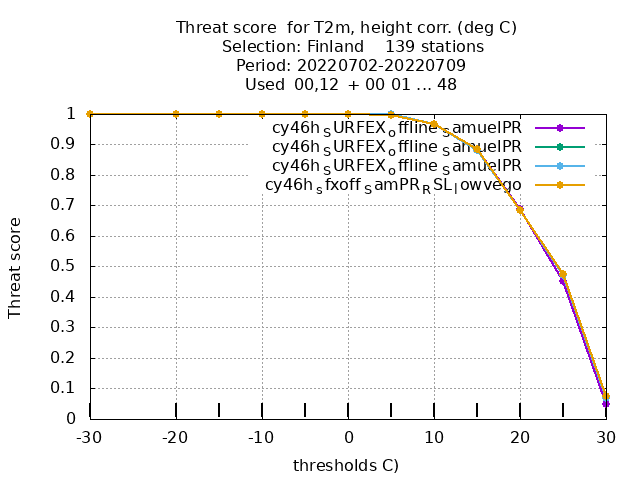 Threat score  for T2m, height corr. (deg C)
Selection: Finland    139 stations
Period: 20220702-20220709
Used  00,12  + 00 01 ... 48
1
cy46h_SURFEX_offline_SamuelPR
cy46h_SURFEX_offline_SamuelPR
cy46h_SURFEX_offline_SamuelPR
cy46h_sfxoff_SamPR_RSL_lowvego
0.9
0.8
0.7
0.6
0.5
0.4
0.3
0.2
0.1
0
Threat score
-30 -20 -10 0 10 20 30
thresholds C)